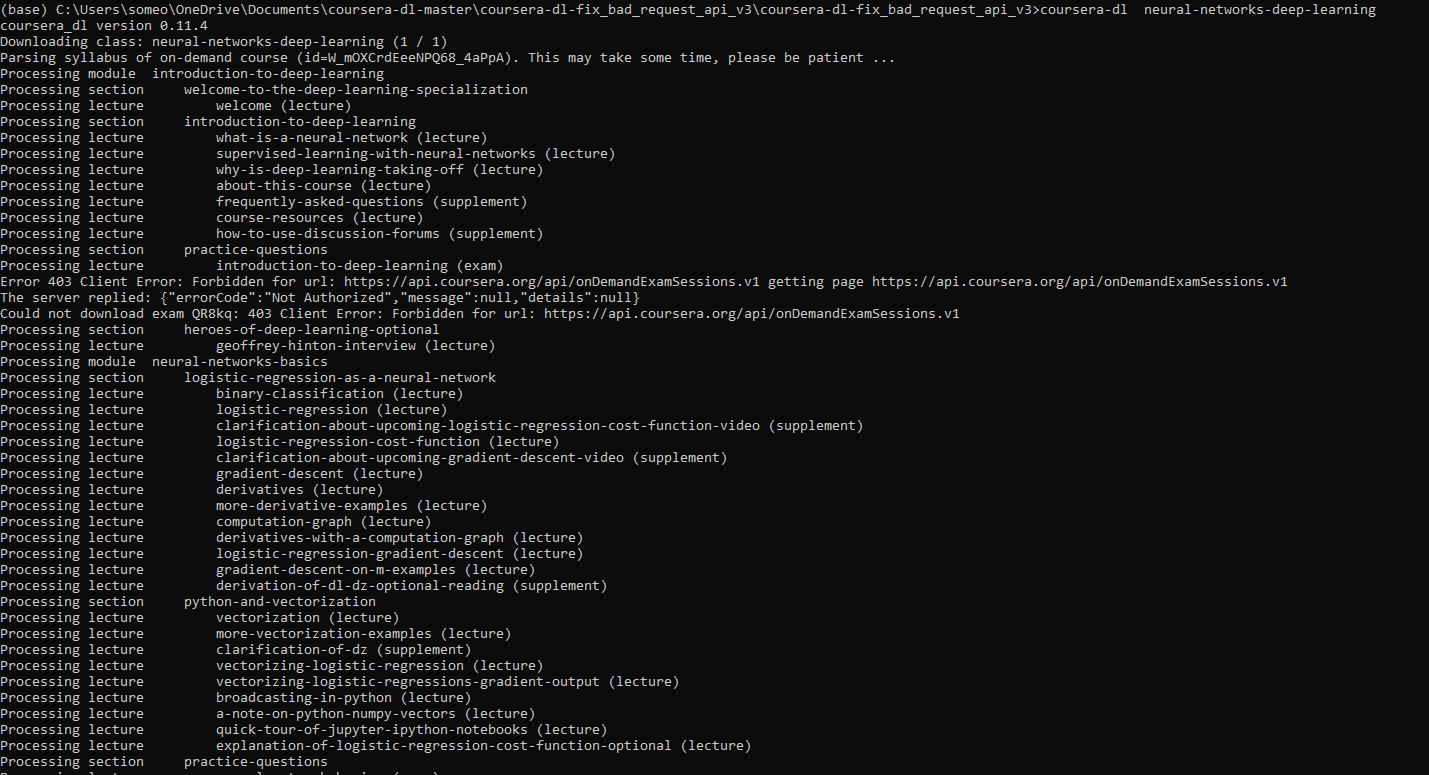 (base) C:\Users\someo\OneDrive\Documents\coursera-dl-master\coursera-dl-fix_bad_request_api_v3\coursera-dl-fix_bad_request_api_v3>coursera-dl  neural-networks-deep-learning
coursera_dl version 0.11.4
Downloading class: neural-networks-deep-learning (1 / 1)
Parsing syllabus of on-demand course (id=W_mOXCrdEeeNPQ68_4aPpA). This may take some time, please be patient ...
Processing module  introduction-to-deep-learning
Processing section     welcome-to-the-deep-learning-specialization
Processing lecture         welcome (lecture)
Processing section     introduction-to-deep-learning
Processing lecture         what-is-a-neural-network (lecture)
Processing lecture         supervised-learning-with-neural-networks (lecture)
Processing lecture         why-is-deep-learning-taking-off (lecture)
Processing lecture         about-this-course (lecture)
Processing lecture         frequently-asked-questions (supplement)
Processing lecture         course-resources (lecture)
Processing lecture         how-to-use-discussion-forums (supplement)
Processing section     practice-questions
Processing lecture         introduction-to-deep-learning (exam)
Error 403 Client Error: Forbidden for url: https://api.coursera.org/api/onDemandExamSessions.v1 getting page https://api.coursera.org/api/onDemandExamSessions.v1
The server replied: {"errorCode":"Not Authorized","message":null,"details":null}
Could not download exam QR8kq: 403 Client Error: Forbidden for url: https://api.coursera.org/api/onDemandExamSessions.v1
Processing section     heroes-of-deep-learning-optional
Processing lecture         geoffrey-hinton-interview (lecture)
Processing module  neural-networks-basics
Processing section     logistic-regression-as-a-neural-network
Processing lecture         binary-classification (lecture)
Processing lecture         logistic-regression (lecture)
Processing lecture         clarification-about-upcoming-logistic-regression-cost-function-video (supplement)
Processing lecture         logistic-regression-cost-function (lecture)
Processing lecture         clarification-about-upcoming-gradient-descent-video (supplement)
Processing lecture         gradient-descent (lecture)
Processing lecture         derivatives (lecture)
Processing lecture         more-derivative-examples (lecture)
Processing lecture         computation-graph (lecture)
Processing lecture         derivatives-with-a-computation-graph (lecture)
Processing lecture         logistic-regression-gradient-descent (lecture)
Processing lecture         gradient-descent-on-m-examples (lecture)
Processing lecture         derivation-of-dl-dz-optional-reading (supplement)
Processing section     python-and-vectorization
Processing lecture         vectorization (lecture)
Processing lecture         more-vectorization-examples (lecture)
Processing lecture         clarification-of-dz (supplement)
Processing lecture         vectorizing-logistic-regression (lecture)
Processing lecture         vectorizing-logistic-regressions-gradient-output (lecture)
Processing lecture         broadcasting-in-python (lecture)
Processing lecture         a-note-on-python-numpy-vectors (lecture)
Processing lecture         quick-tour-of-jupyter-ipython-notebooks (lecture)
Processing lecture         explanation-of-logistic-regression-cost-function-optional (lecture)
Processing section     practice-questions